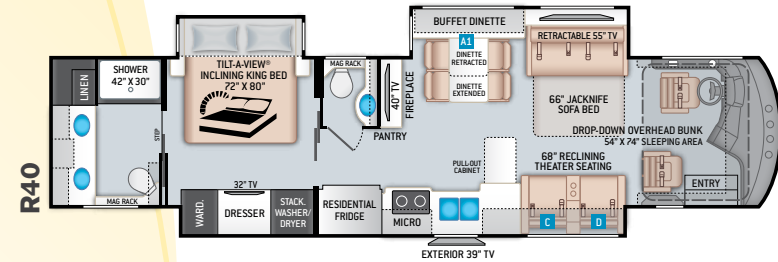 R40
LINEN
SHOWER
42" X 30"
STEP
MAG RACK
TILT-A-VIEW®
INCLINING KING BED
72" X 80"
MAG RACK
40" TV
FIREPLACE
PANTRY
BUFFET DINETTE
A1
DINETTE
RETRACTED
DINETTE
EXTENDED
RETRACTABLE 55" TV
66" JACKNIFE
SOFA BED
DROP-DOWN OVERHEAD BUNK
54" X 74" SLEEPING AREA
PULL-OUT
CABINET
68" RECLINING
THEATER SEATING
C
D
ENTRY
32" TV
WARD.
DRESSER
STACK.
WASHER/
DRYER
RESIDENTIAL
FRIDGE
MICRO
EXTERIOR 39" TV